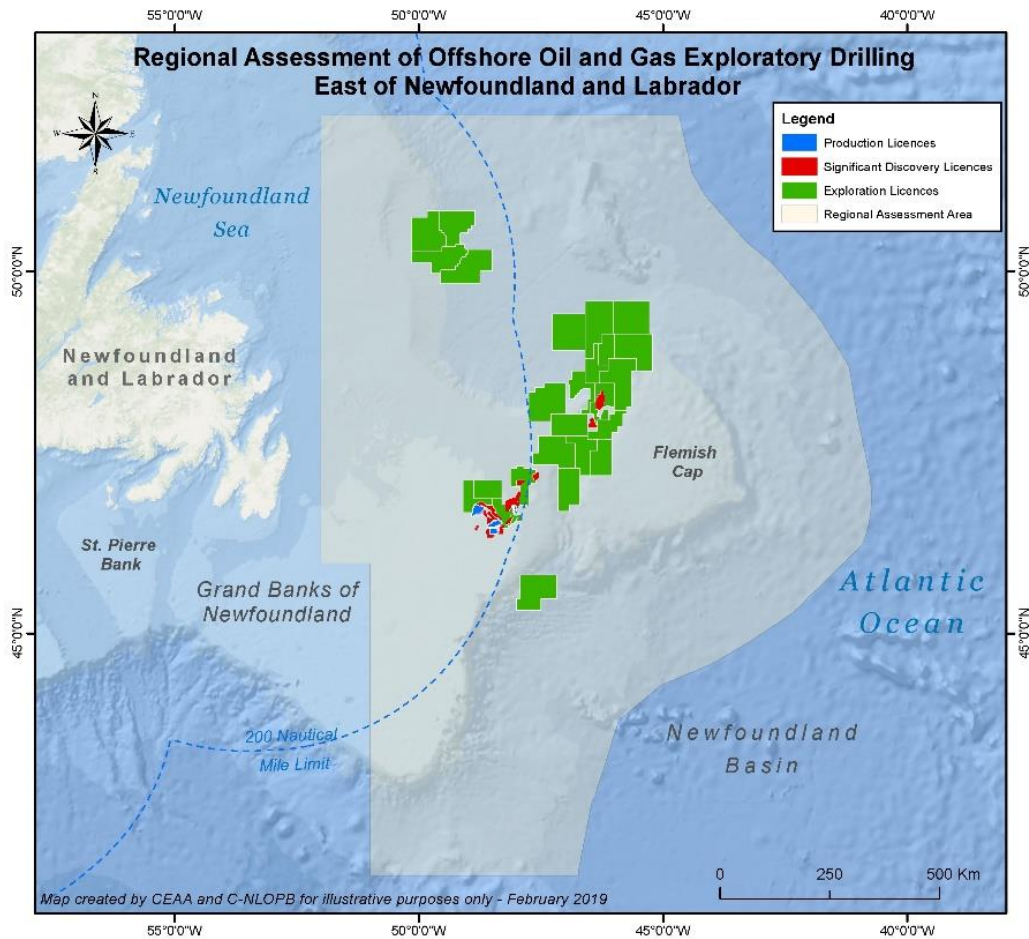 55°0'0"W 50°0'0"W 45°0'0"W 40°0'0"W
Regional Assessment of Offshore Oil and Gas Exploratory Drilling
East of Newfoundland and Labrador
Legend
Production Licences
Significant Discovery Licences
Exploration Licences
Regional Assessment Area
N
W E
S
Newfoundland
Sea
50°0'0"N 50°0'0"N
Newfoundland
and Labrador
Flemish
Cap
St. Pierre
Bank
Grand Banks of
Newfoundland
Atlantic
Ocean
45°0'0"N 45°0'0"N
200 Nautical
Mile Limit
Newfoundland
Basin
0 250 500 Km
Map created by CEAA and C-NLOPB for illustrative purposes only - February 2019
55°0'0"W 50°0'0"W 45°0'0"W 40°0'0"W